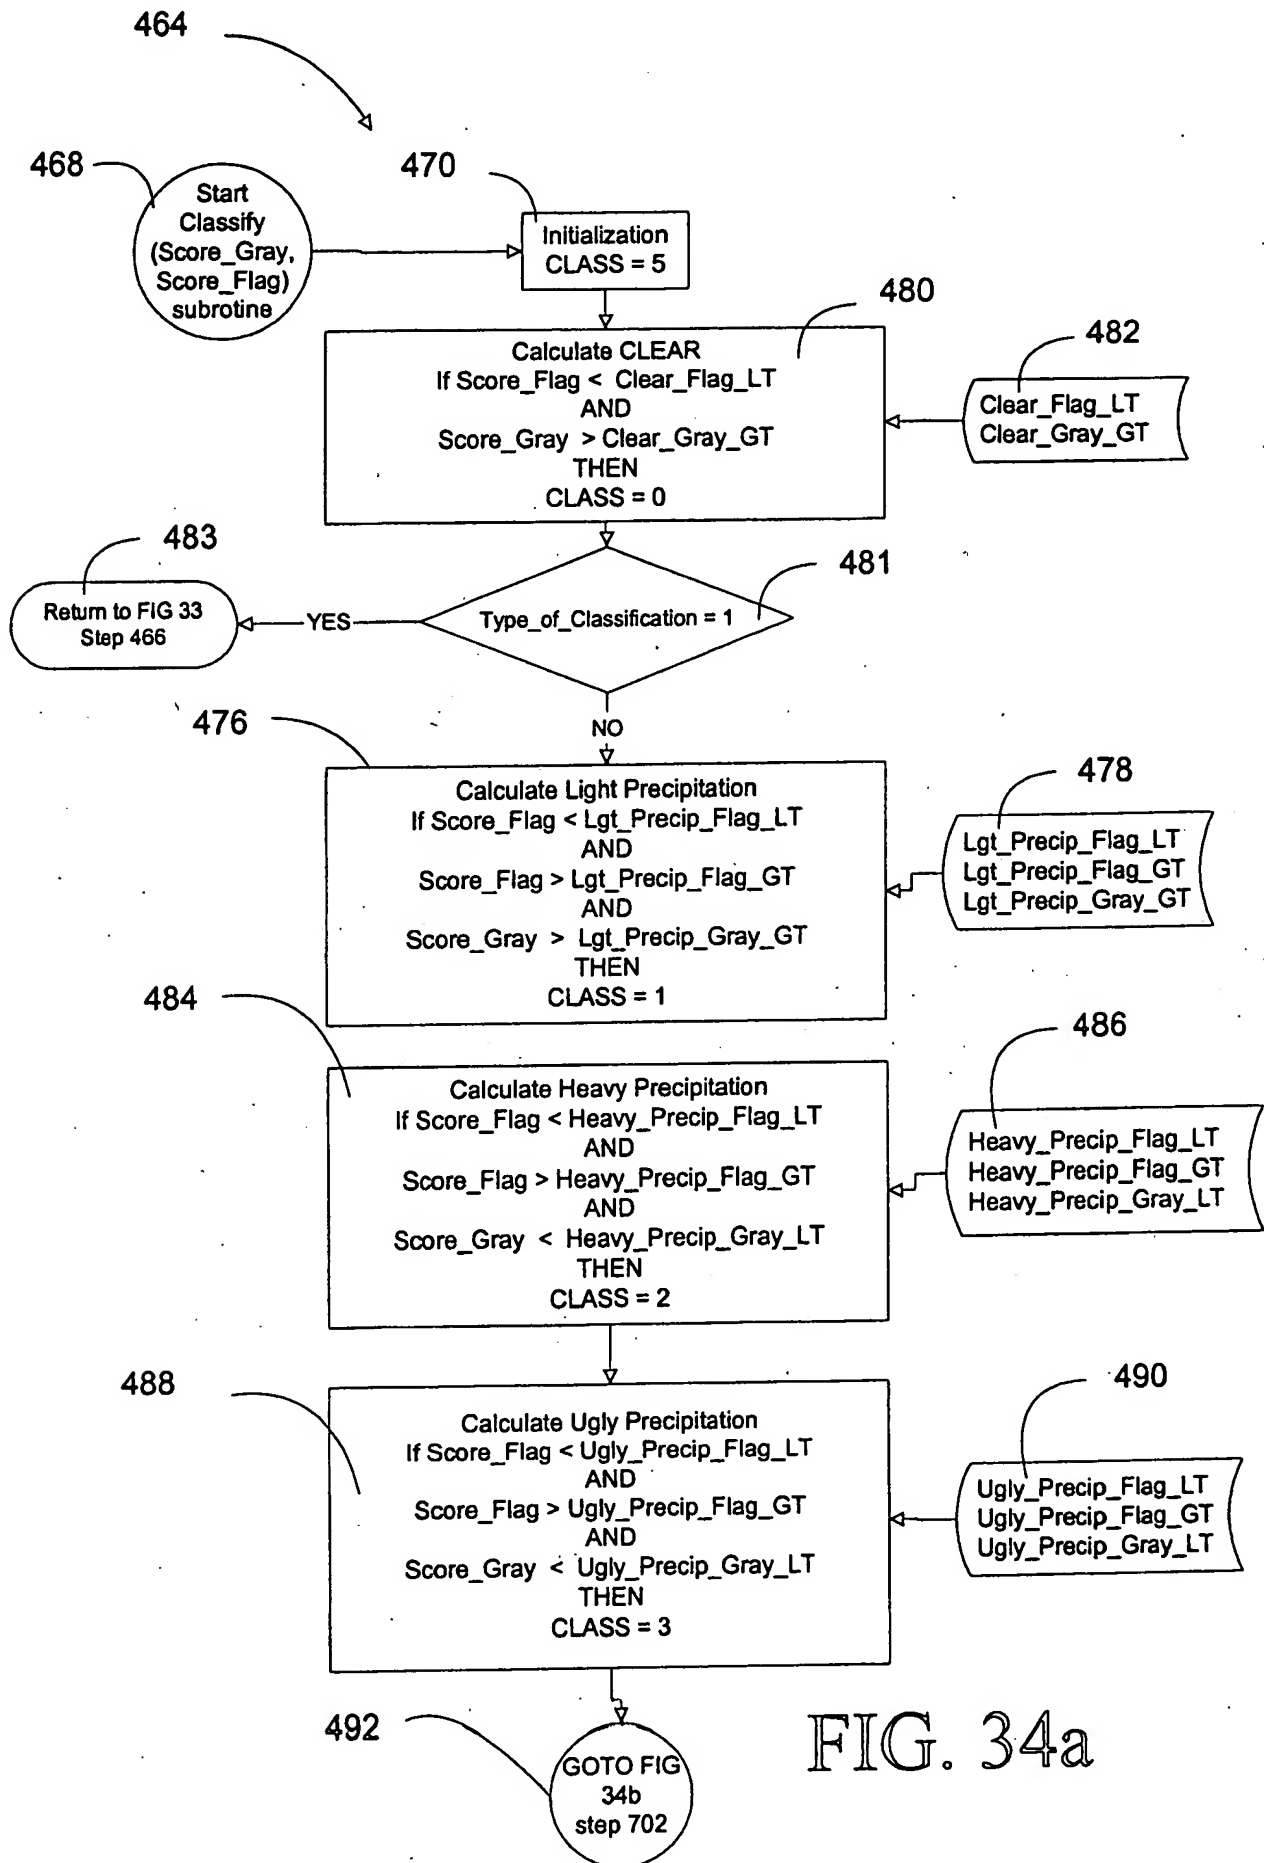 464
468
470
Start
Classify
(Score_Gray,
Score_Flag)
subrotine
Initialization
CLASS = 5
480
482
Calculate CLEAR
If Score_Flag < Clear_Flag_LT
AND
Score_Gray > Clear_Gray_GT
THEN
CLASS = 0
Clear_Flag_LT
Clear_Gray_GT
483
481
Return to FIG 33
Step 466
YES
Type_of_Classification = 1
NO
476
478
Calculate Light Precipitation
If Score_Flag < Lgt_Precip_Flag_LT
AND
Score_Flag > Lgt_Precip_Flag_GT
AND
Score_Gray > Lgt_Precip_Gray_GT
THEN
CLASS = 1
Lgt_Precip_Flag_LT
Lgt_Precip_Flag_GT
Lgt_Precip_Gray_GT
484
486
Calculate Heavy Precipitation
If Score_Flag < Heavy_Precip_Flag_LT
AND
Score_Flag > Heavy_Precip_Flag_GT
AND
Score_Gray < Heavy_Precip_Gray_LT
THEN
CLASS = 2
Heavy_Precip_Flag_LT
Heavy_Precip_Flag_GT
Heavy_Precip_Gray_LT
488
490
Calculate Ugly Precipitation
If Score_Flag < Ugly_Precip_Flag_LT
AND
Score_Flag > Ugly_Precip_Flag_GT
AND
Score_Gray < Ugly_Precip_Gray_LT
THEN
CLASS = 3
Ugly_Precip_Flag_LT
Ugly_Precip_Flag_GT
Ugly_Precip_Gray_LT
492
GOTO FIG
34b
step 702
FIG. 34a